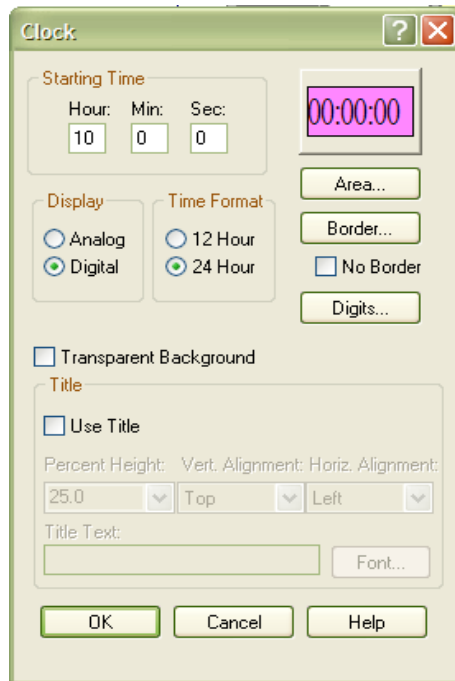 Clock
Starting Time
Hour: Min: Sec:
10 0 0
00:00:00
Area...
Display
Time Format
Analog
Digital
12 Hour
24 Hour
Border...
No Border
Digits...
Transparent Background
Title
Use Title
Percent Height: Vert. Alignment: Horiz. Alignment:
25.0 Top Left
Title Text:
Font...
OK Cancel Help